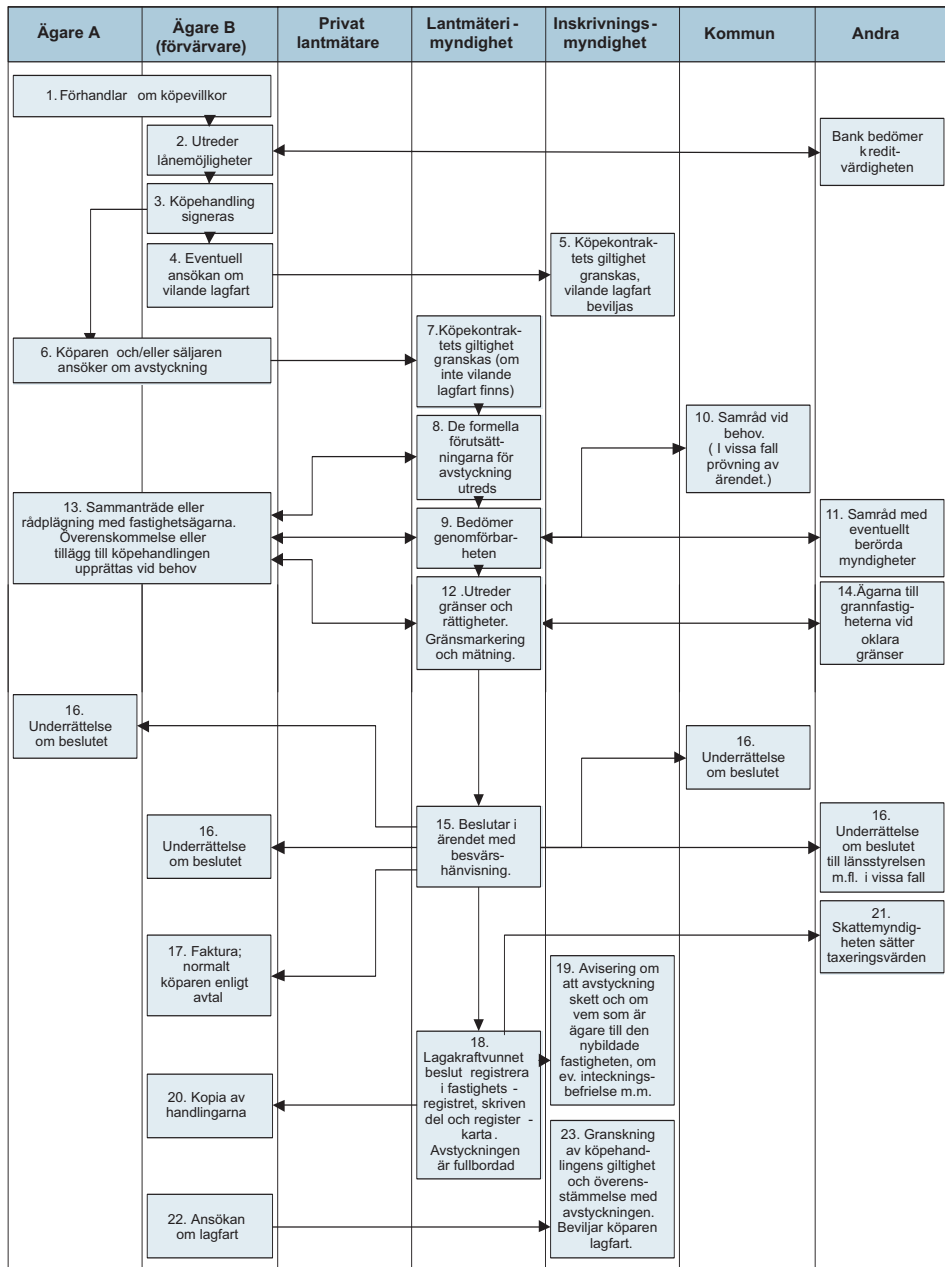 Ägare A
Ägare B
(förvärvare)
Privat
lantmätare
Lantmäteri-
myndighet
Inskrivnings-
myndighet
Kommun
Andra
1. Förhandlar om köpevillkor
2. Utreder
lånemöjligheter
Bank bedömer
kredit-
värdigheten
3. Köpehandling
signeras
4. Eventuell
ansökan om
vilande lagfart
5. Köpekontrak-
tets giltighet
granskas,
vilande lagfart
beviljas
6. Köparen och/eller säljaren
ansöker om avstyckning
7.Köpekontrak-
tets giltighet
granskas (om
inte vilande
lagfart finns)
8. De formella
förutsätt-
ningarna för
avstyckning
utreds
10. Samråd vid
behov.
( I vissa fall
prövning av
ärendet.)
13. Sammanträde eller
rådplägning med fastighetsägarna.
Överenskommelse eller
tillägg till köpehandlingen
upprättas vid behov
9. Bedömer
genomförbar-
heten
11. Samråd med
eventuellt
berörda
myndigheter
12 .Utreder
gränser och
rättigheter.
Gränsmarkering
och mätning.
14.Ägarna till
grannfastig-
heterna vid
oklara
gränser
16.
Underrättelse
om beslutet
16.
Underrättelse
om beslutet
16.
Underrättelse
om beslutet
15. Beslutar i
ärendet med
besvärs-
hänvisning.
16.
Underrättelse
om beslutet
till länsstyrelsen
m.fl. i vissa fall
17. Faktura;
normalt
köparen enligt
avtal
21.
Skattemyndig-
heten sätter
taxeringsvärden
19. Avisering om
att avstyckning
skett och om
vem som är
ägare till den
nybildade
fastigheten, om
ev. intecknings-
befrielse m.m.
18.
Lagakraftvunnet
beslut registrera
i fastighets -
registret, skriven
del och register -
karta .
Avstyckningen
är fullbordad
20. Kopia av
handlingarna
23. Granskning
av köpehand-
lingens giltighet
och överens-
stämmelse med
avstyckningen.
Beviljar köparen
lagfart.
22. Ansökan
om lagfart